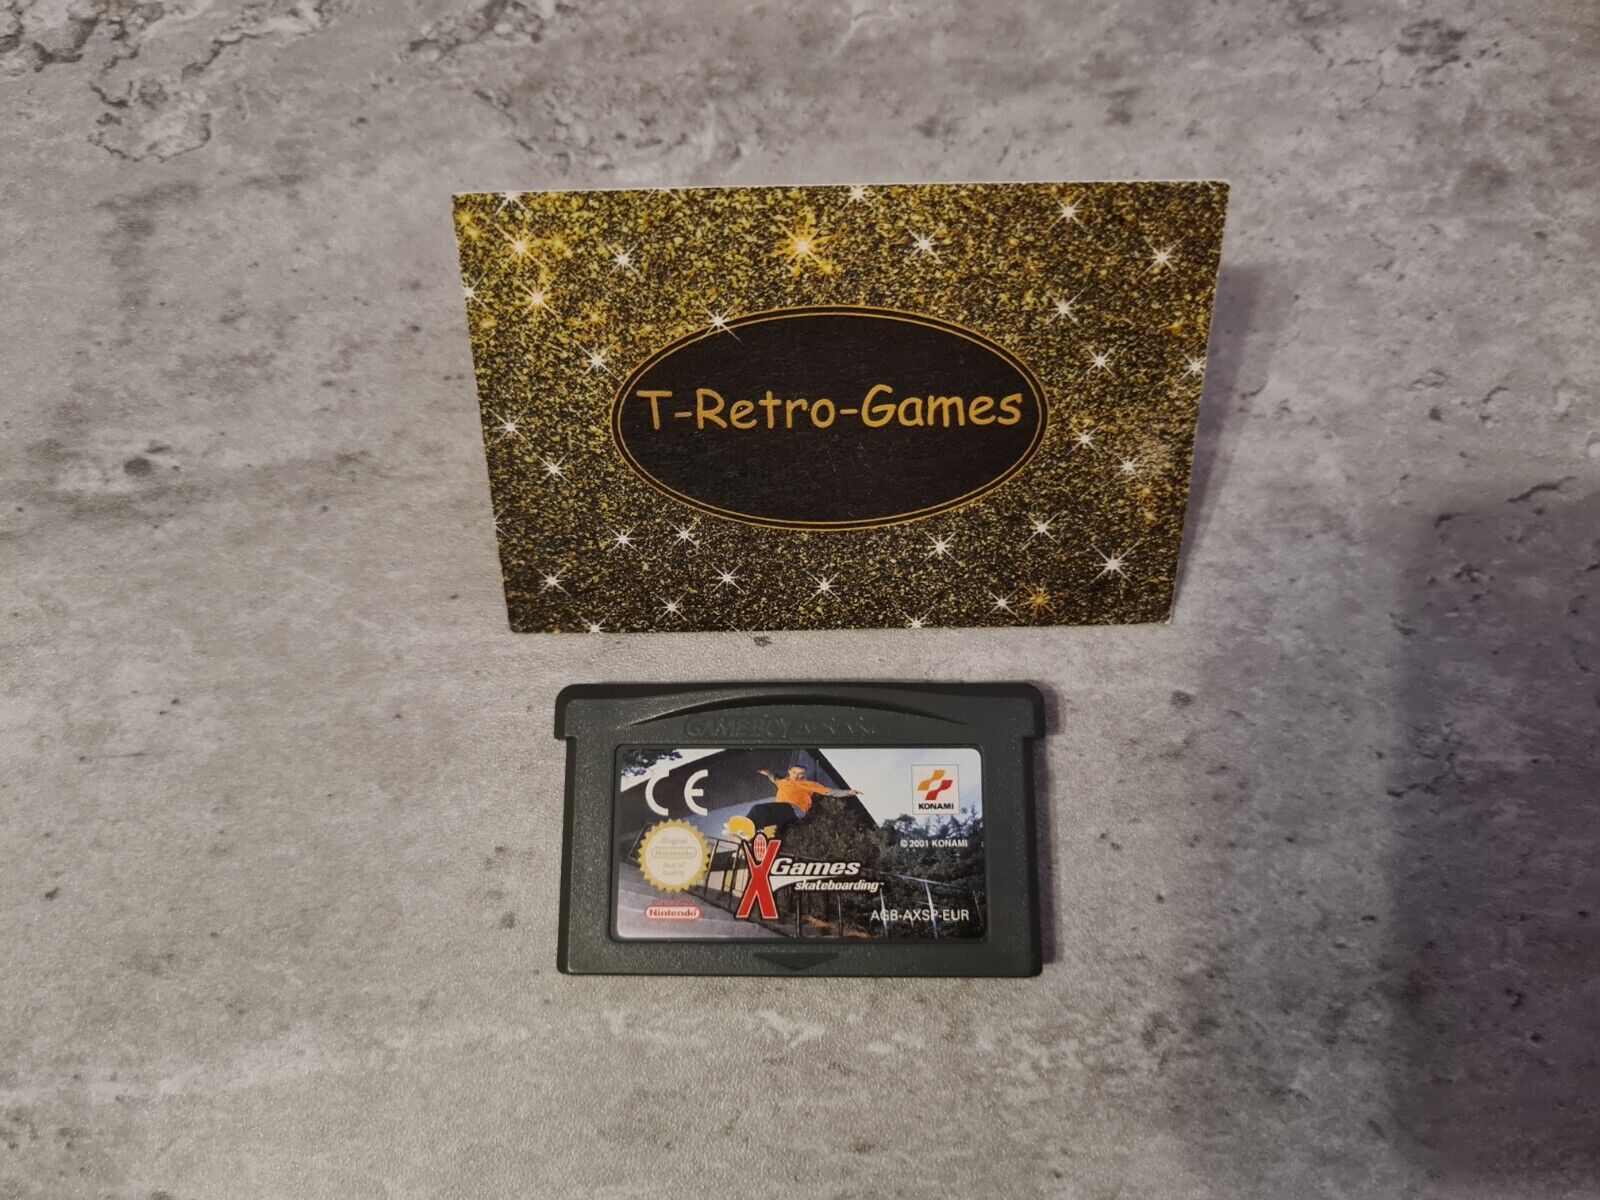 T-Retro-Games
GAME BOY ADVANCE
CE
KONAMI ®
© 2001 KONAMI
Original
Nintendo
Seal of
Quality
X Games
skateboarding™
Nintendo
AGB-AXSP-EUR